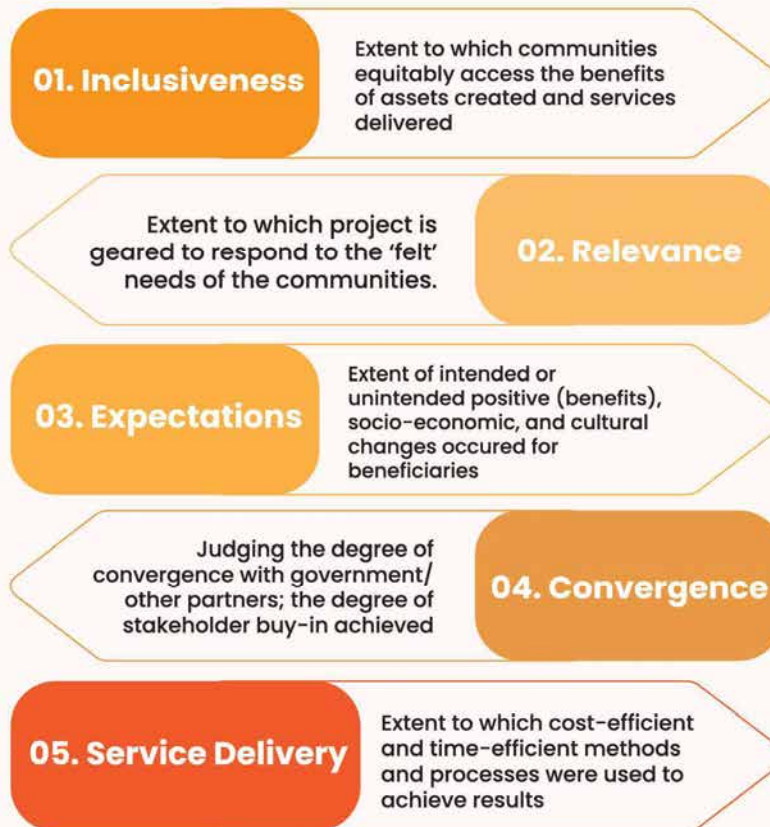 01. Inclusiveness
Extent to which communities
equitably access the benefits
of assets created and services
delivered
Extent to which project is
geared to respond to the ‘felt’
needs of the communities.
02. Relevance
03. Expectations
Extent of intended or
unintended positive (benefits),
socio-economic, and cultural
changes occured for
beneficiaries
Judging the degree of
convergence with government/
other partners; the degree of
stakeholder buy-in achieved
04. Convergence
05. Service Delivery
Extent to which cost-efficient
and time-efficient methods
and processes were used to
achieve results